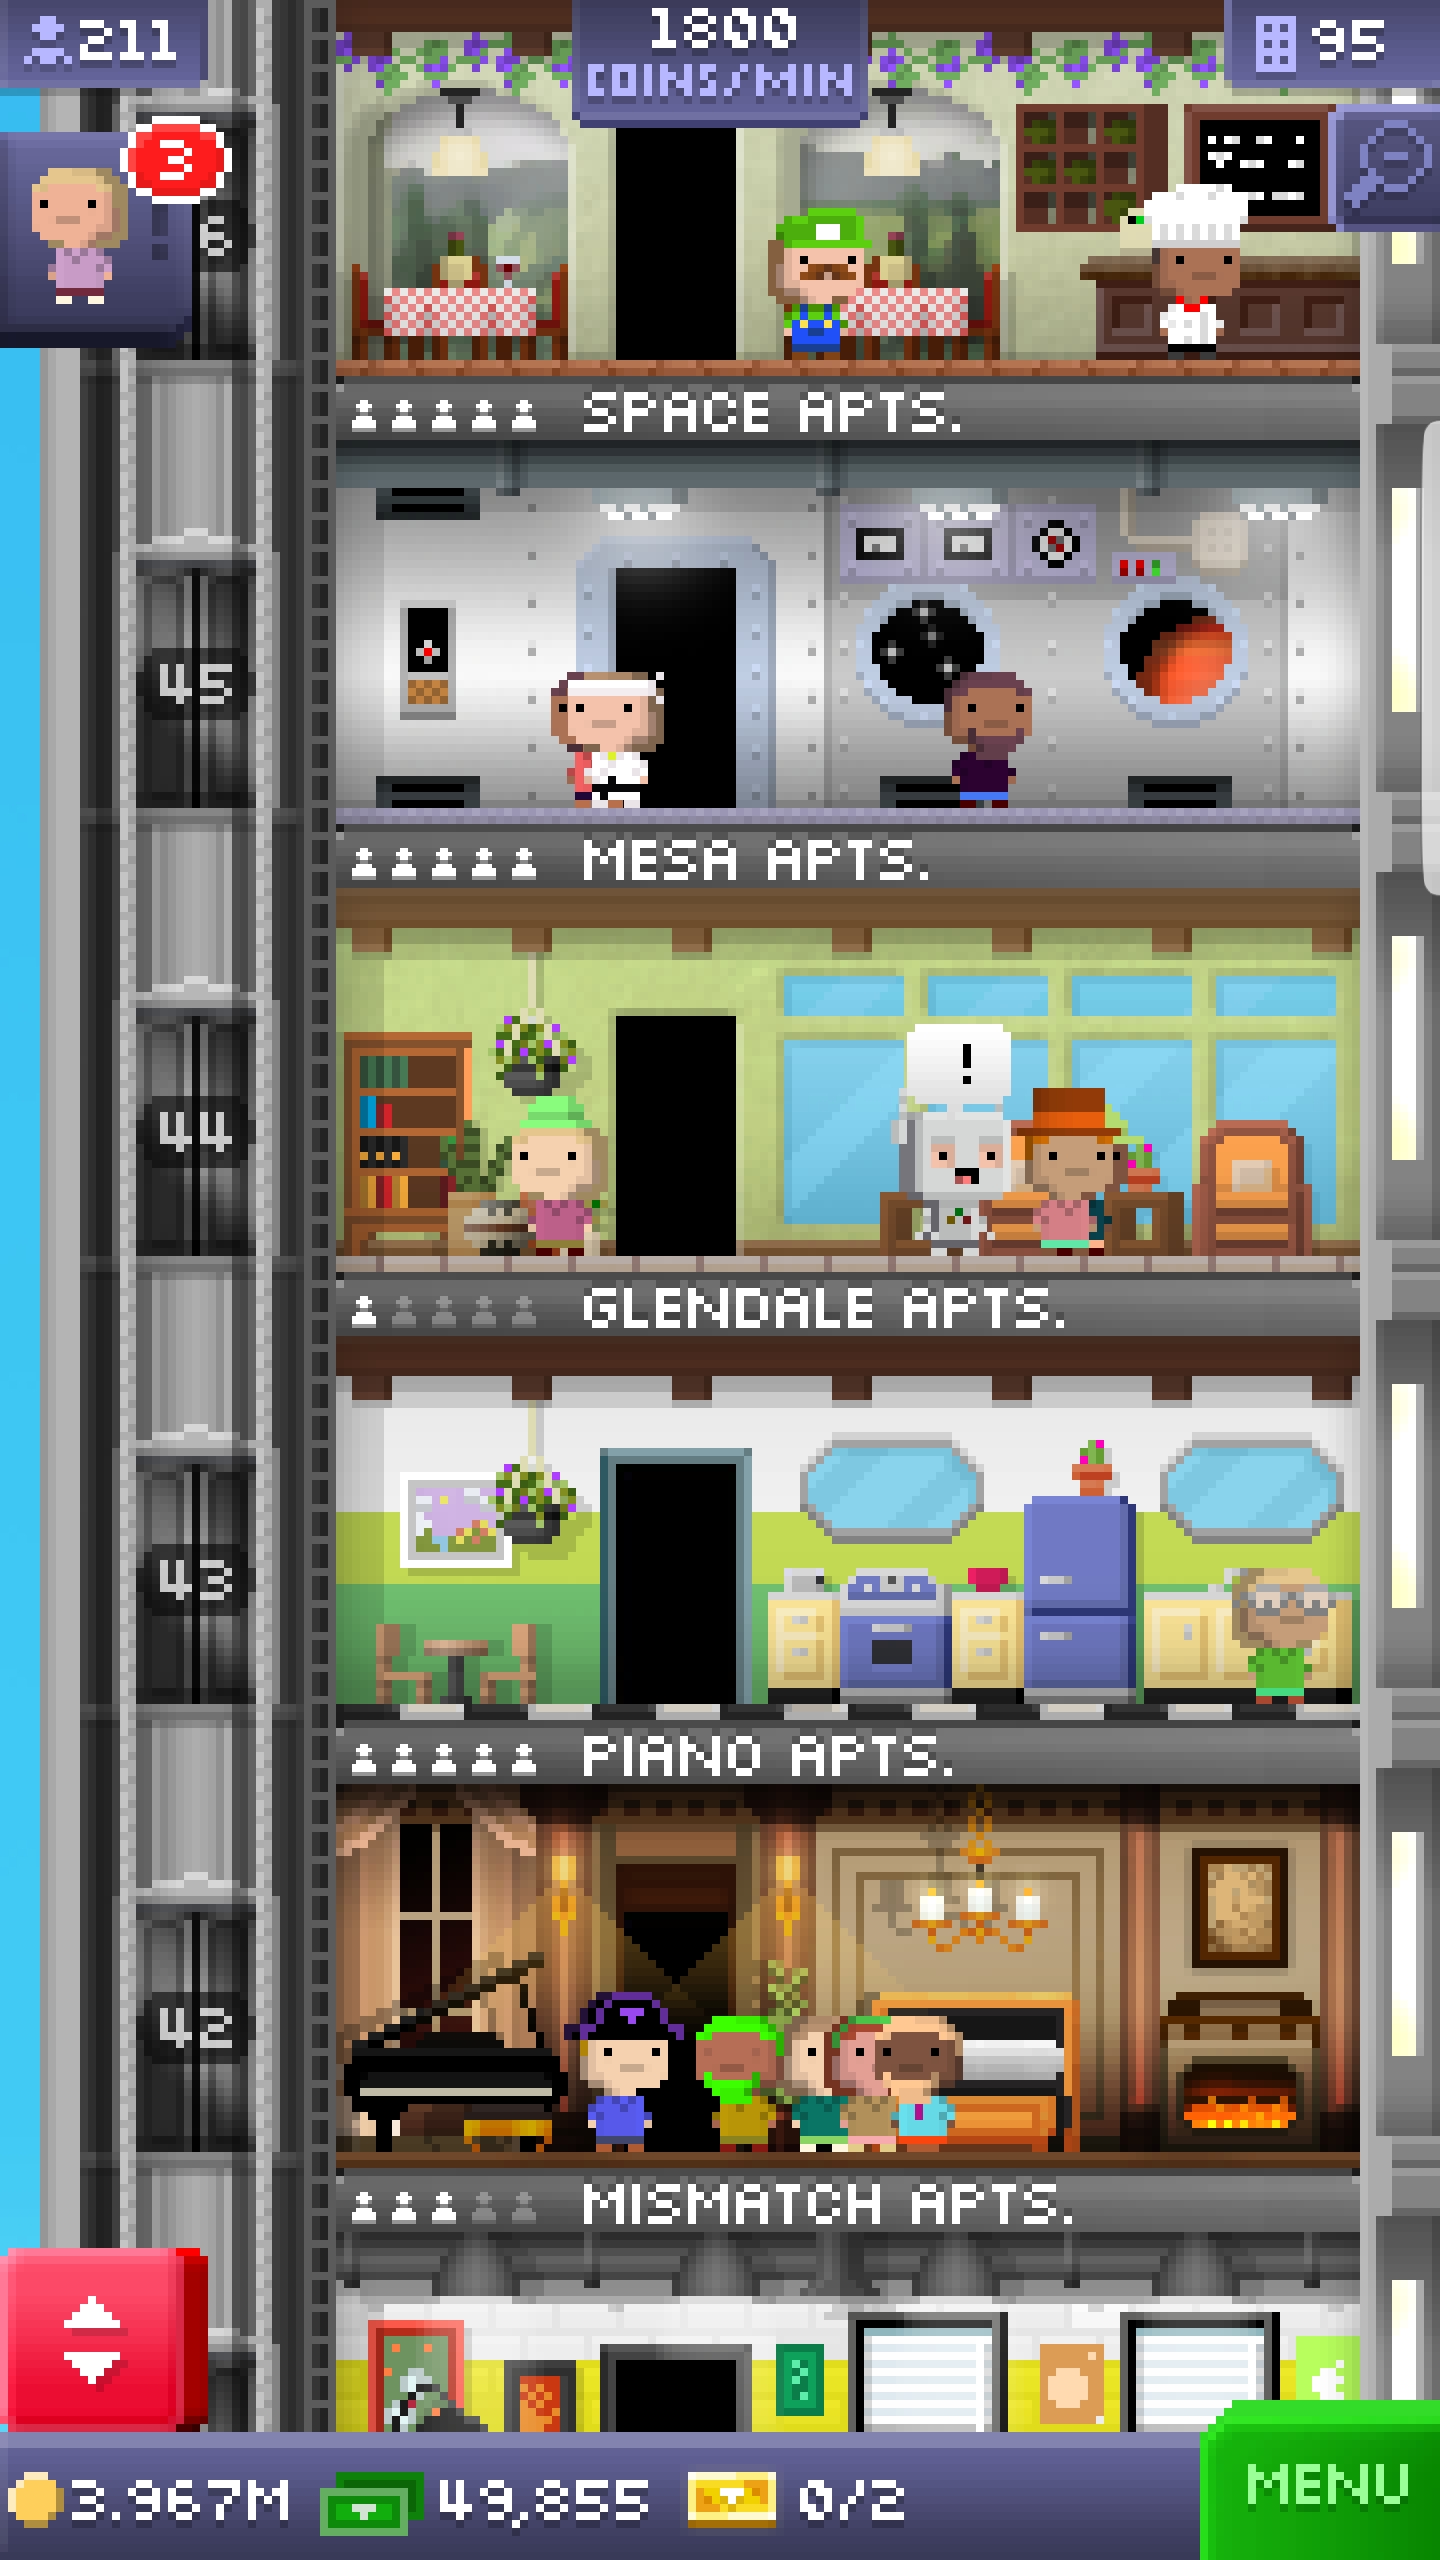 211
1800
COINS/MIN
95
3
6
SPACE APTS.
45
MESA APTS.
!
44
GLENDALE APTS.
43
PIANO APTS.
42
MISMATCH APTS.
3.967M
49,855
0/2
MENU